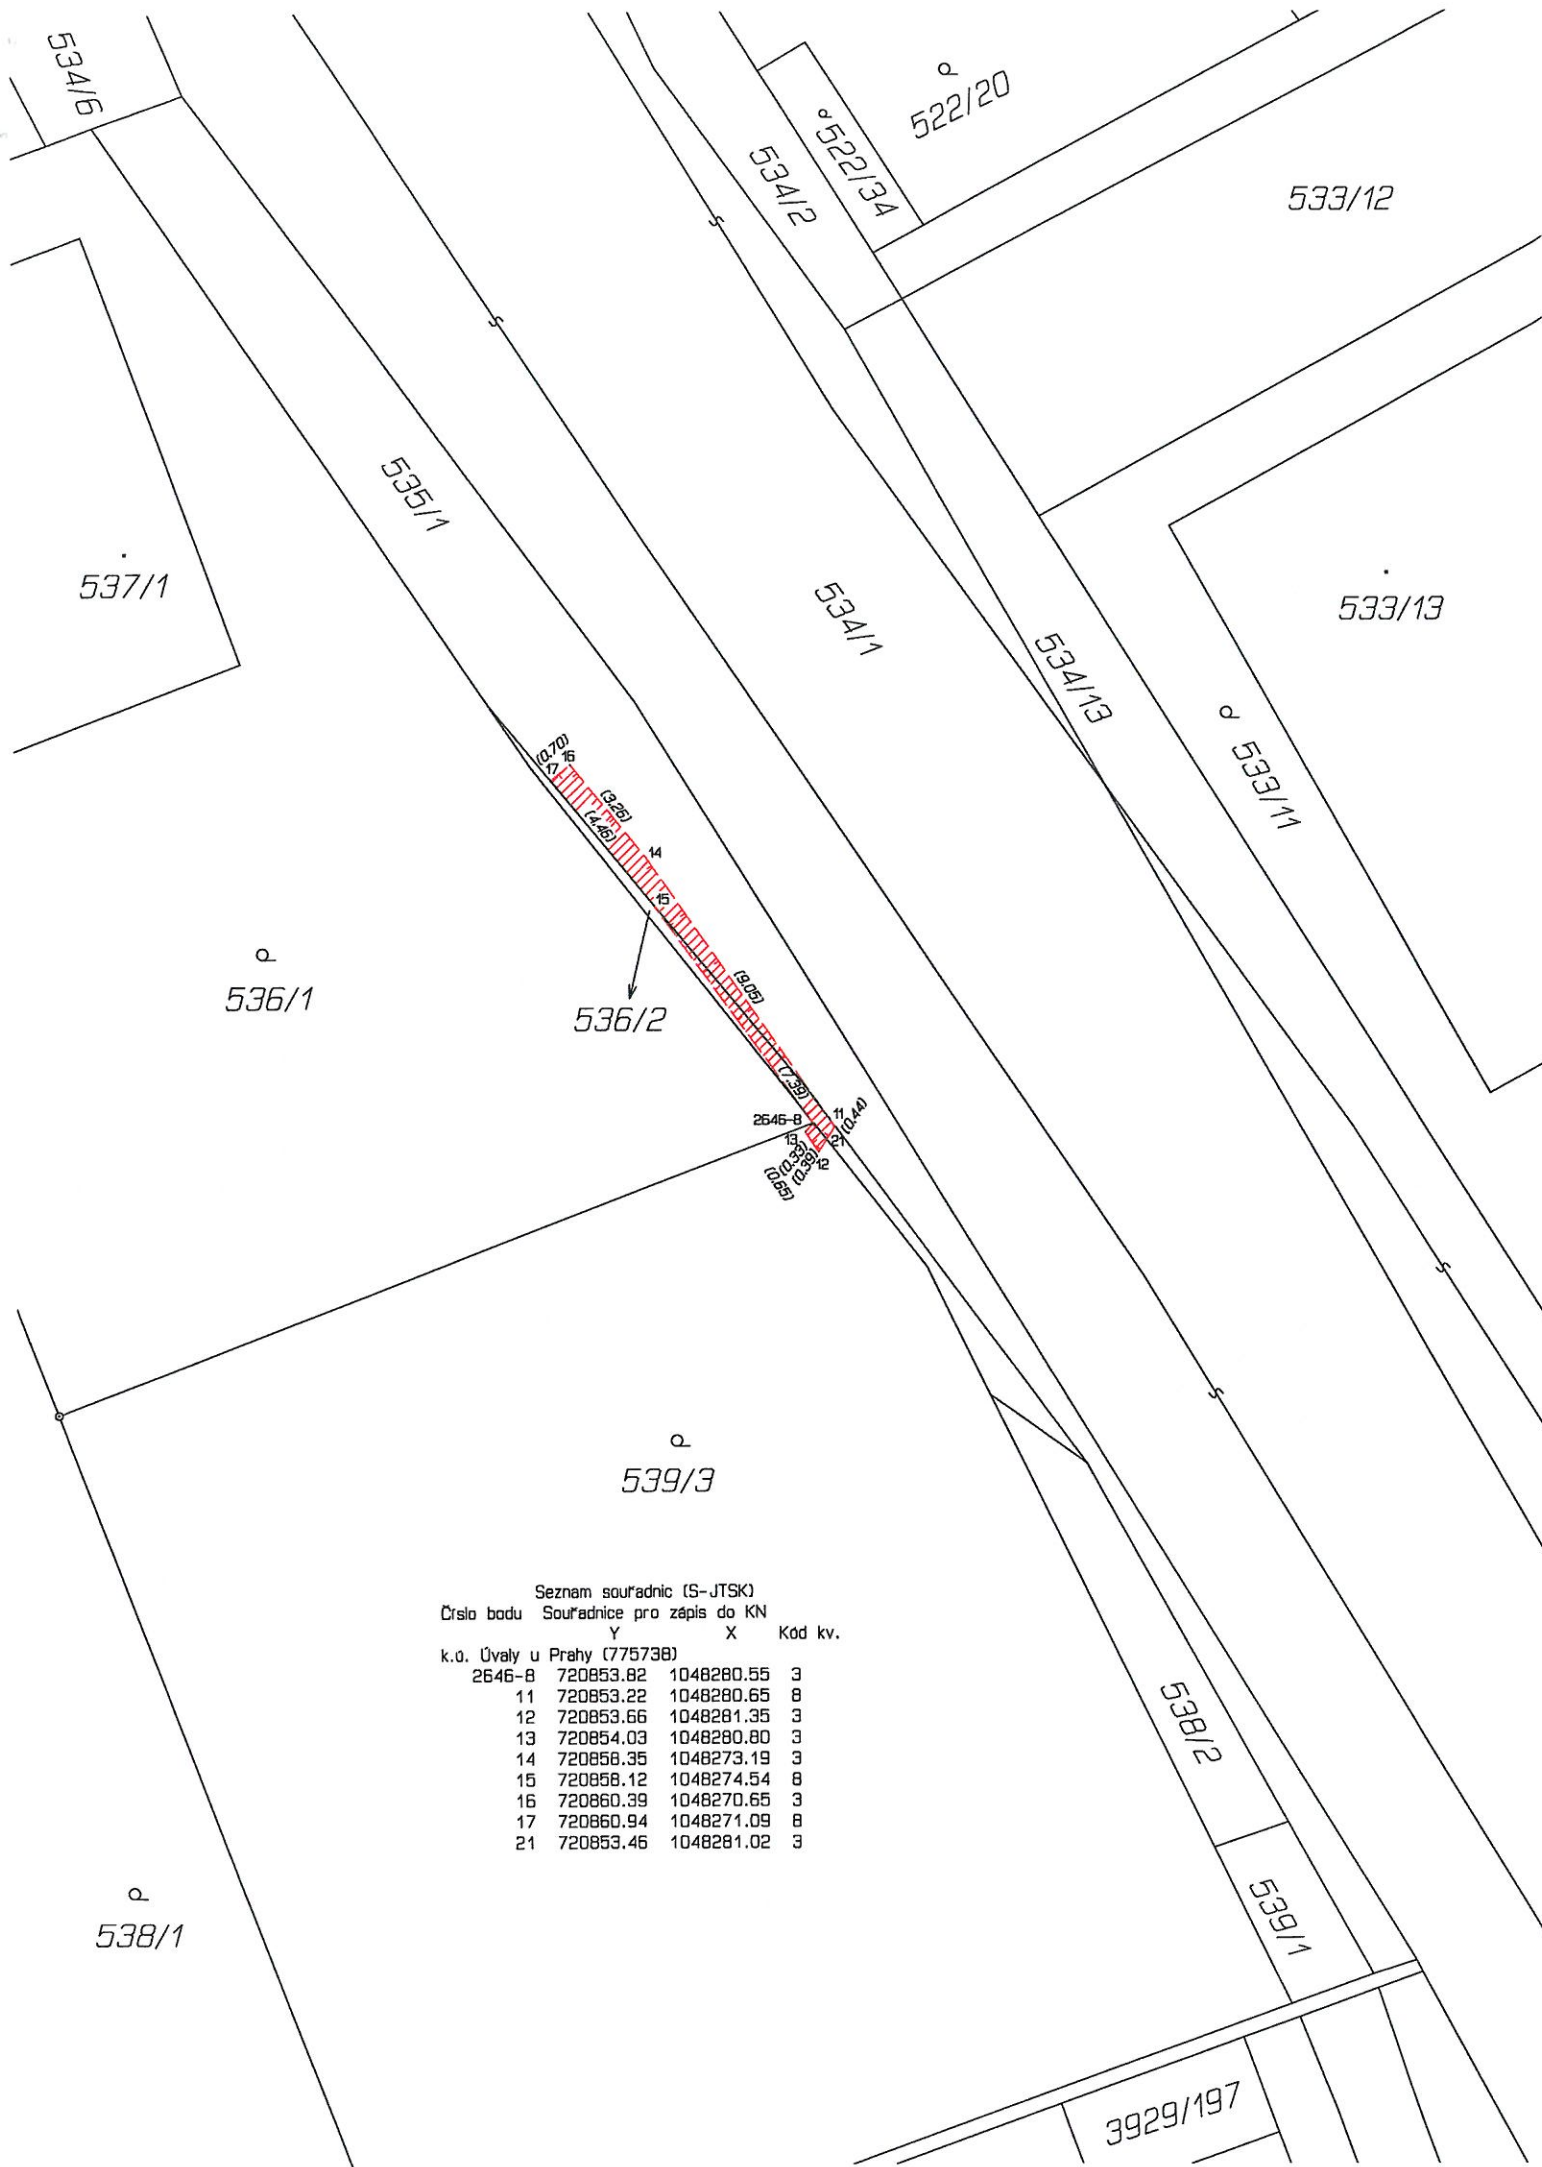 534/6
522/20
522/34
534/2
533/12
535/1
537/1
534/1
533/13
534/13
533/11
(0.70)
16
17
(3.26)
(4.46)
14
15
536/1
536/2
(9.05)
(7.39)
2646-8
11
(0.44)
13
21
(0.33)
(0.39)
12
(0.65)
539/3
Seznam souřadnic (S-JTSK)
Číslo bodu Souřadnice pro zápis do KN
Y X Kód kv.
k.ú. Úvaly u Prahy (775738)
2646-8 720853.82 1048280.55 3
11 720853.22 1048280.65 8
12 720853.66 1048281.35 3
13 720854.03 1048280.80 3
14 720858.35 1048273.19 3
15 720858.12 1048274.54 8
16 720860.39 1048270.65 3
17 720860.94 1048271.09 8
21 720853.46 1048281.02 3
538/2
538/1
539/1
3929/197